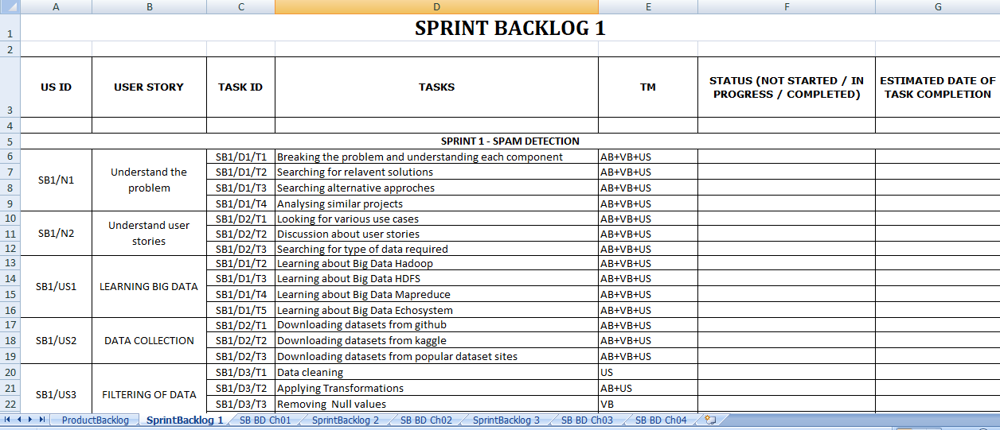 A B C D E F G
1 SPRINT BACKLOG 1
2
3 US ID USER STORY TASK ID TASKS TM STATUS (NOT STARTED / IN PROGRESS / COMPLETED) ESTIMATED DATE OF TASK COMPLETION
4
5 SPRINT 1 - SPAM DETECTION
6 SB1/N1 Understand the problem SB1/D1/T1 Breaking the problem and understanding each component AB+VB+US
7 SB1/D1/T2 Searching for relavent solutions AB+VB+US
8 SB1/D1/T3 Searching alternative approches AB+VB+US
9 SB1/D1/T4 Analysing similar projects AB+VB+US
10 SB1/N2 Understand user stories SB1/D2/T1 Looking for various use cases AB+VB+US
11 SB1/D2/T2 Discussion about user stories AB+VB+US
12 SB1/D2/T3 Searching for type of data required AB+VB+US
13 SB1/US1 LEARNING BIG DATA SB1/D1/T2 Learning about Big Data Hadoop AB+VB+US
14 SB1/D1/T3 Learning about Big Data HDFS AB+VB+US
15 SB1/D1/T4 Learning about Big Data Mapreduce AB+VB+US
16 SB1/D1/T5 Learning about Big Data Echosystem AB+VB+US
17 SB1/US2 DATA COLLECTION SB1/D2/T1 Downloading datasets from github AB+VB+US
18 SB1/D2/T2 Downloading datasets from kaggle AB+VB+US
19 SB1/D2/T3 Downloading datasets from popular dataset sites AB+VB+US
20 SB1/US3 FILTERING OF DATA SB1/D3/T1 Data cleaning US
21 SB1/D3/T2 Applying Transformations AB+US
22 SB1/D3/T3 Removing Null values VB
ProductBacklog SprintBacklog 1 SB BD Ch01 SprintBacklog 2 SB BD Ch02 SprintBacklog 3 SB BD Ch03 SB BD Ch04